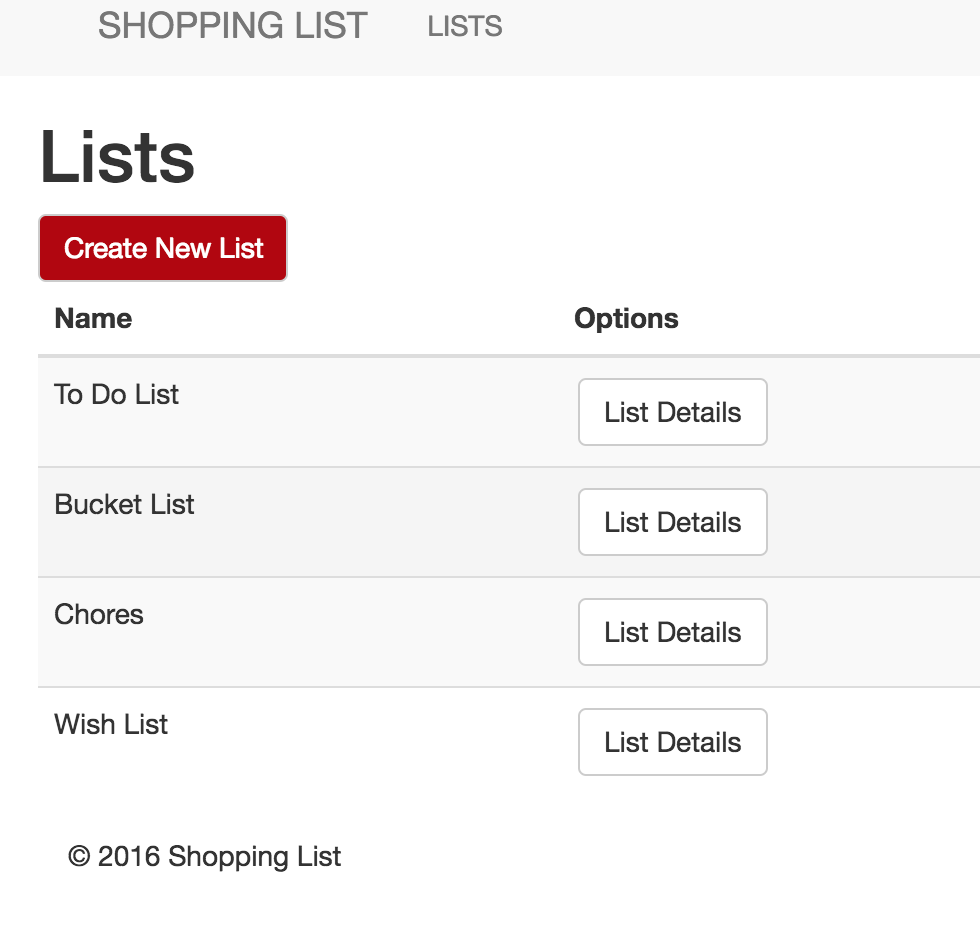 SHOPPING LIST LISTS
Lists
Create New List
Name Options
To Do List List Details
Bucket List List Details
Chores List Details
Wish List List Details
© 2016 Shopping List